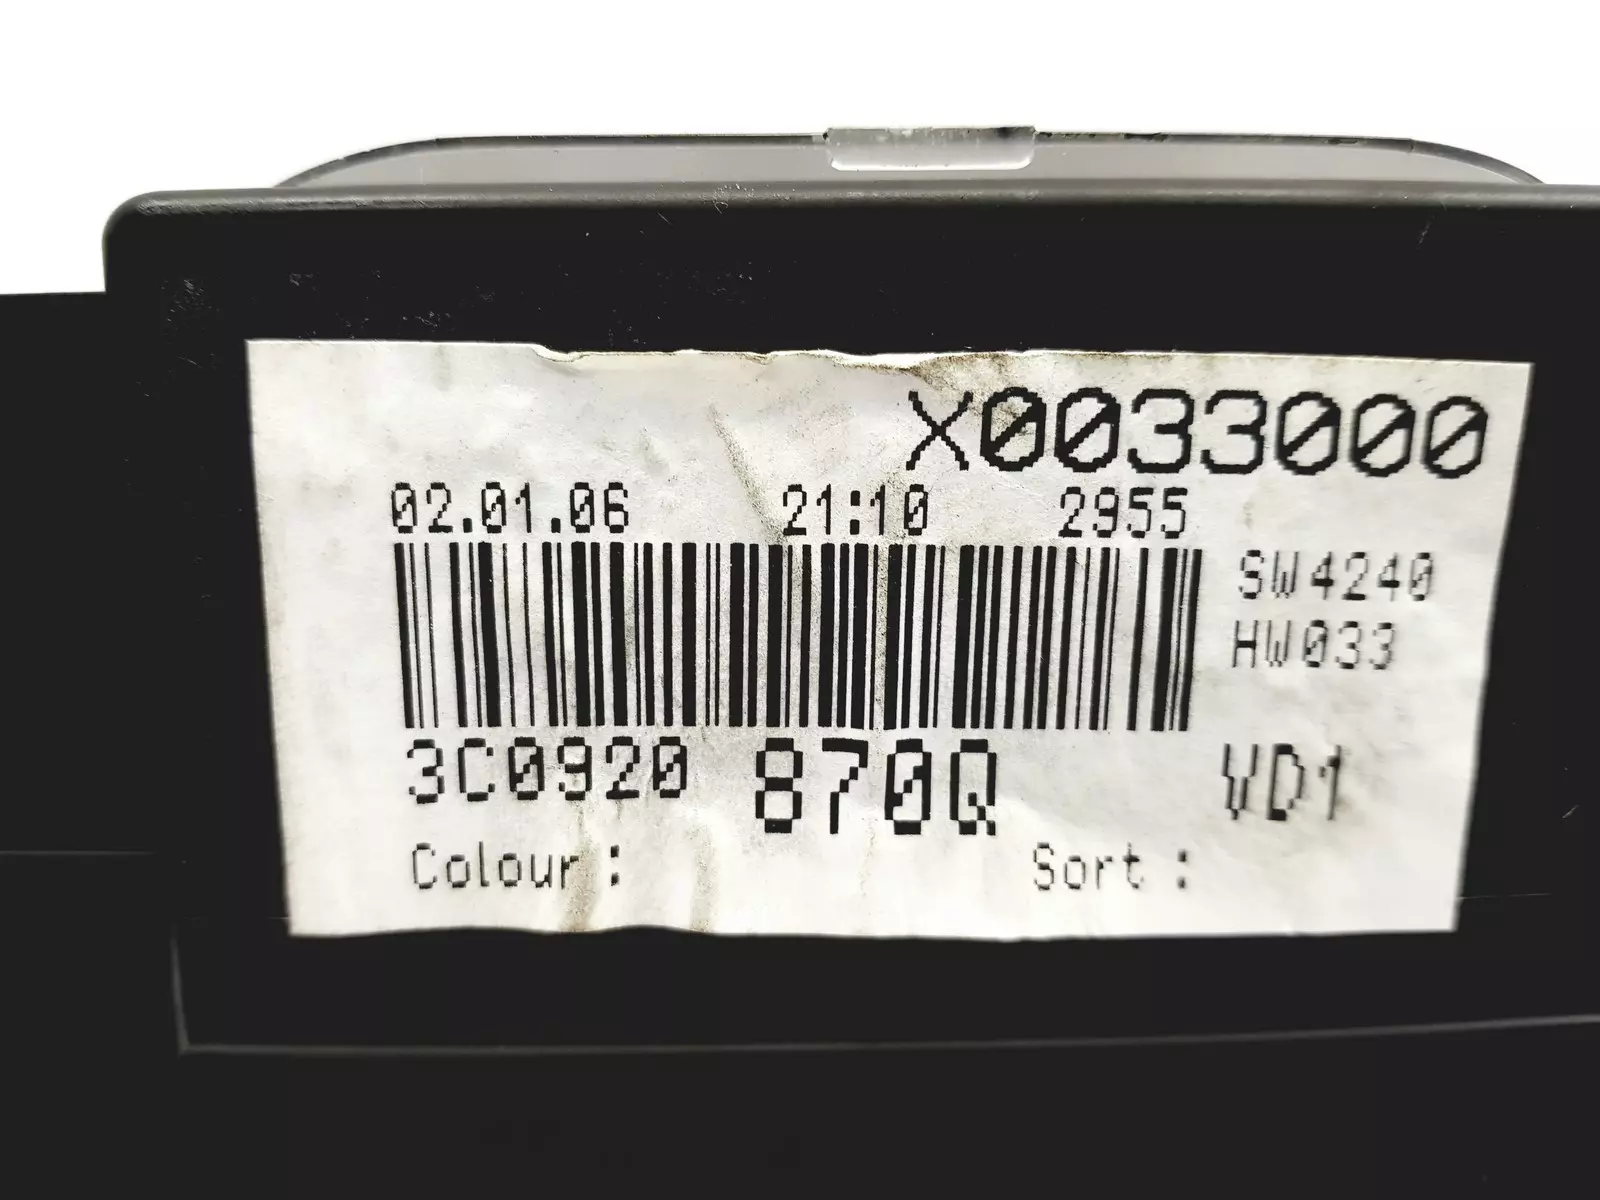 X0033000
02.01.06 21:10 2955
SW4240
HW033
3C0920 870Q VD1
Colour : Sort :